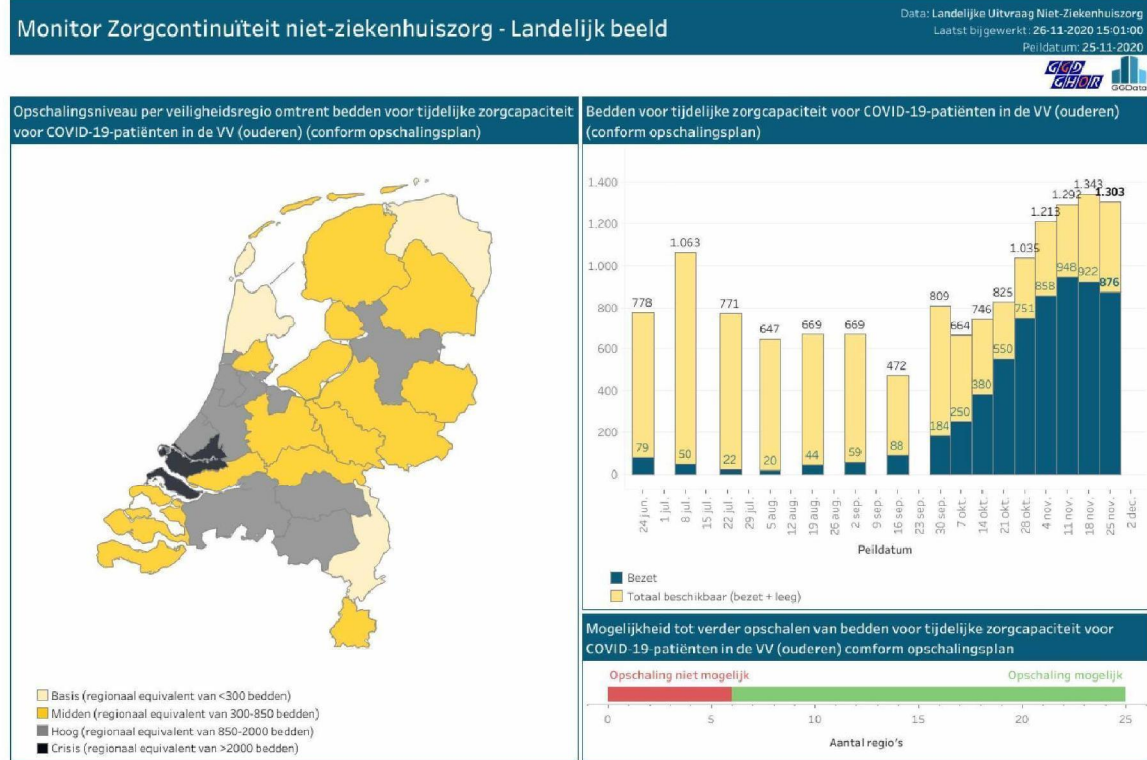 Monitor Zorgcontinuïteit niet-ziekenhuiszorg - Landelijk beeld
Data: Landelijke Uitvraag Niet-Ziekenhuiszorg
Laatst bijgewerkt: 26-11-2020 15:01:00
Peildatum: 25-11-2020
GGD
GHOR
GGData
Opschalingsniveau per veiligheidsregio omtrent bedden voor tijdelijke zorgcapaciteit
voor COVID-19-patiënten in de VV (ouderen) (conform opschalingsplan)
Basis (regionaal equivalent van <300 bedden)
Midden (regionaal equivalent van 300-850 bedden)
Hoog (regionaal equivalent van 850-2000 bedden)
Crisis (regionaal equivalent van >2000 bedden)
Bedden voor tijdelijke zorgcapaciteit voor COVID-19-patiënten in de VV (ouderen)
(conform opschalingsplan)
1.400
1.200
1.000
800
600
400
200
0
778
1.063
771
647
669
669
472
809
664
746
825
1.035
1.213
1.292
1.343
1.303
79
50
22
20
44
59
88
184
250
380
550
751
858
948
922
876
24 jun.
1 jul.
8 jul.
15 jul.
22 jul.
29 jul.
5 aug.
12 aug.
19 aug.
26 aug.
2 sep.
9 sep.
16 sep.
23 sep.
30 sep.
7 okt.
14 okt.
21 okt.
28 okt.
4 nov.
11 nov.
18 nov.
25 nov.
2 dec.
Peildatum
Bezet
Totaal beschikbaar (bezet + leeg)
Mogelijkheid tot verder opschalen van bedden voor tijdelijke zorgcapaciteit voor
COVID-19-patiënten in de VV (ouderen) comform opschalingsplan
Opschaling niet mogelijk Opschaling mogelijk
0 5 10 15 20 25
Aantal regio's